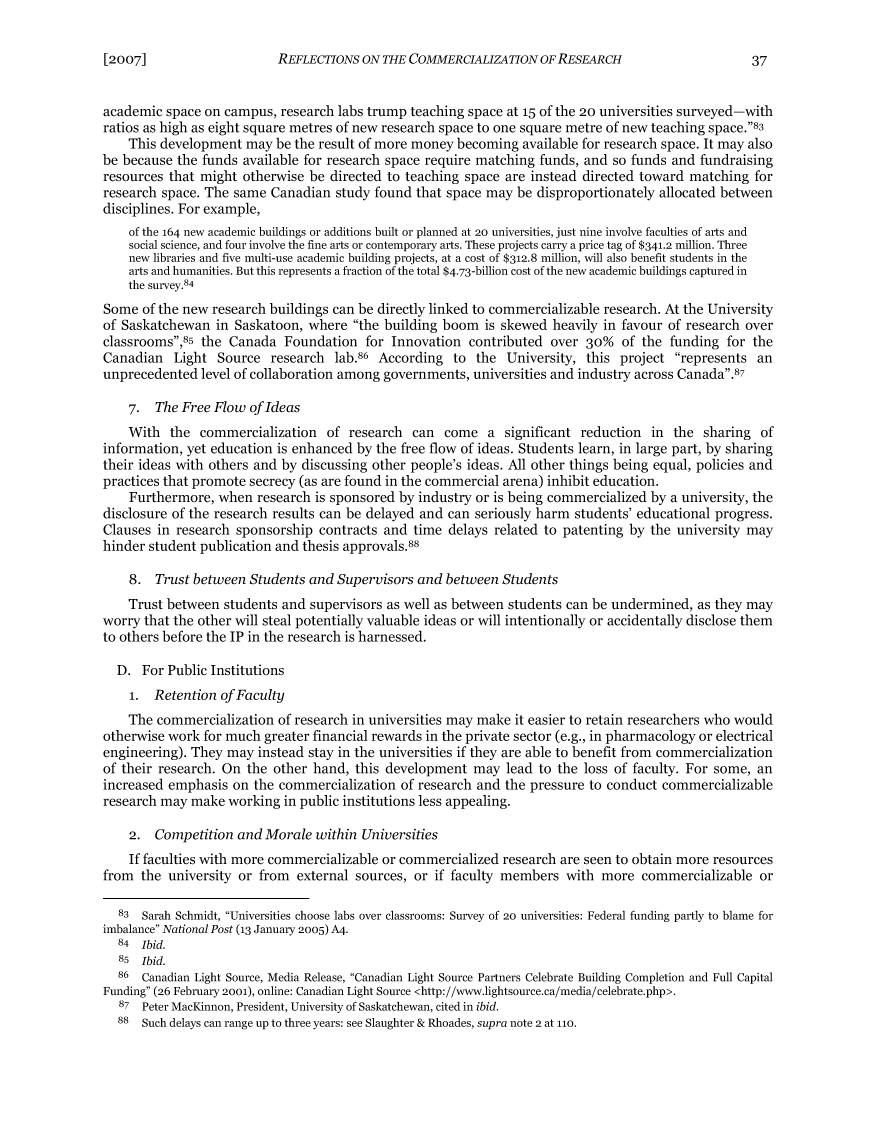 [2007] REFLECTIONS ON THE COMMERCIALIZATION OF RESEARCH 37
academic space on campus, research labs trump teaching space at 15 of the 20 universities surveyed—with
ratios as high as eight square metres of new research space to one square metre of new teaching space.”83
This development may be the result of more money becoming available for research space. It may also
be because the funds available for research space require matching funds, and so funds and fundraising
resources that might otherwise be directed to teaching space are instead directed toward matching for
research space. The same Canadian study found that space may be disproportionately allocated between
disciplines. For example,
of the 164 new academic buildings or additions built or planned at 20 universities, just nine involve faculties of arts and
social science, and four involve the fine arts or contemporary arts. These projects carry a price tag of $341.2 million. Three
new libraries and five multi-use academic building projects, at a cost of $312.8 million, will also benefit students in the
arts and humanities. But this represents a fraction of the total $4.73-billion cost of the new academic buildings captured in
the survey.84
Some of the new research buildings can be directly linked to commercializable research. At the University
of Saskatchewan in Saskatoon, where “the building boom is skewed heavily in favour of research over
classrooms”,85 the Canada Foundation for Innovation contributed over 30% of the funding for the
Canadian Light Source research lab.86 According to the University, this project “represents an
unprecedented level of collaboration among governments, universities and industry across Canada”.87
7. The Free Flow of Ideas
With the commercialization of research can come a significant reduction in the sharing of
information, yet education is enhanced by the free flow of ideas. Students learn, in large part, by sharing
their ideas with others and by discussing other people’s ideas. All other things being equal, policies and
practices that promote secrecy (as are found in the commercial arena) inhibit education.
Furthermore, when research is sponsored by industry or is being commercialized by a university, the
disclosure of the research results can be delayed and can seriously harm students’ educational progress.
Clauses in research sponsorship contracts and time delays related to patenting by the university may
hinder student publication and thesis approvals.88
8. Trust between Students and Supervisors and between Students
Trust between students and supervisors as well as between students can be undermined, as they may
worry that the other will steal potentially valuable ideas or will intentionally or accidentally disclose them
to others before the IP in the research is harnessed.
D. For Public Institutions
1. Retention of Faculty
The commercialization of research in universities may make it easier to retain researchers who would
otherwise work for much greater financial rewards in the private sector (e.g., in pharmacology or electrical
engineering). They may instead stay in the universities if they are able to benefit from commercialization
of their research. On the other hand, this development may lead to the loss of faculty. For some, an
increased emphasis on the commercialization of research and the pressure to conduct commercializable
research may make working in public institutions less appealing.
2. Competition and Morale within Universities
If faculties with more commercializable or commercialized research are seen to obtain more resources
from the university or from external sources, or if faculty members with more commercializable or
83 Sarah Schmidt, “Universities choose labs over classrooms: Survey of 20 universities: Federal funding partly to blame for
imbalance” National Post (13 January 2005) A4.
84 Ibid.
85 Ibid.
86 Canadian Light Source, Media Release, “Canadian Light Source Partners Celebrate Building Completion and Full Capital
Funding” (26 February 2001), online: Canadian Light Source <http://www.lightsource.ca/media/celebrate.php>.
87 Peter MacKinnon, President, University of Saskatchewan, cited in ibid.
88 Such delays can range up to three years: see Slaughter & Rhoades, supra note 2 at 110.